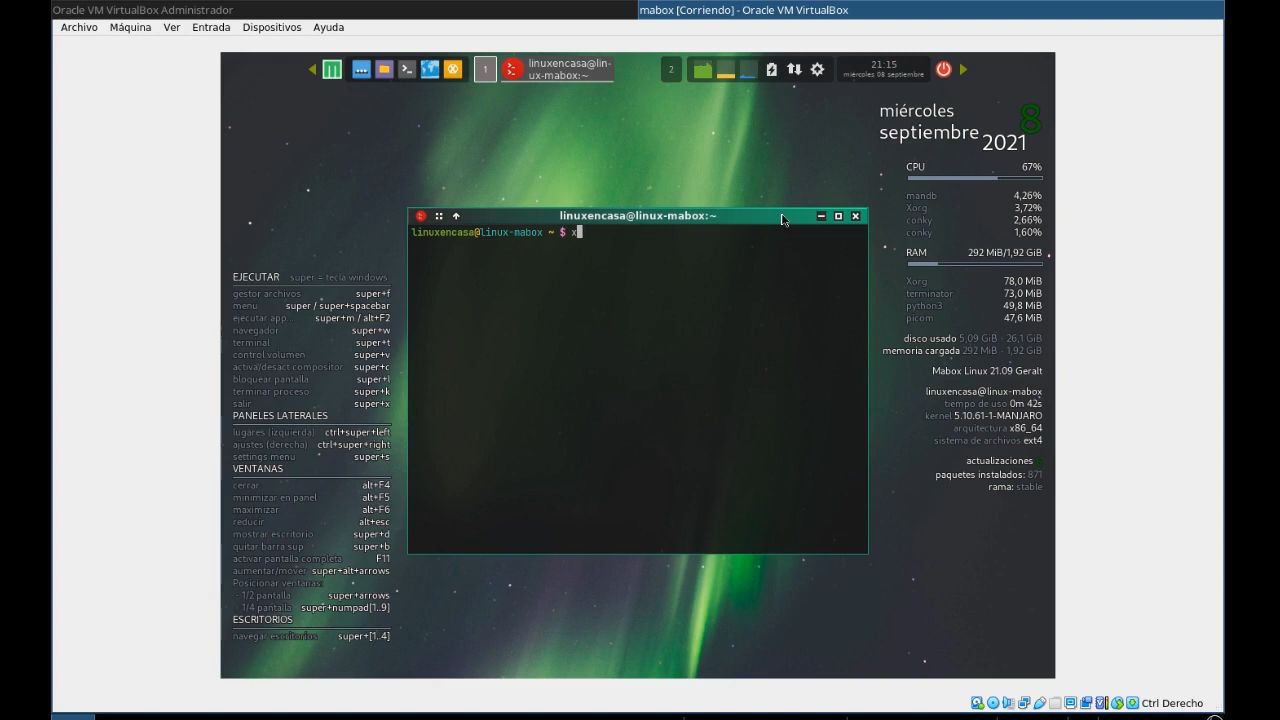 Oracle VM VirtualBox Administrador
mabox [Corriendo] - Oracle VM VirtualBox
Archivo Máquina Ver Entrada Dispositivos Ayuda
1
linuxencasa@lin-
ux-mabox:~
2
21:15
miércoles 08 septiembre
miércoles 8
septiembre 2021
CPU 67%
mandb 4,26%
Xorg 3,72%
conky 2,66%
conky 1,60%
RAM 292 MiB/1,92 GiB
Xorg 78,0 MiB
terminator 73,0 MiB
python3 49,8 MiB
picom 47,6 MiB
disco usado 5,09 GiB - 26,1 GiB
memoria cargada 292 MiB - 1,92 GiB
Mabox Linux 21.09 Geralt
linuxencasa@linux-mabox
tiempo de uso 0m 42s
kernel 5.10.61-1-MANJARO
arquitectura x86_64
sistema de archivos ext4
actualizaciones
paquetes instalados: 871
rama: stable
linuxencasa@linux-mabox:~
linuxencasa@linux-mabox ~ $ x
EJECUTAR super = tecla windows
gestor archivos super+f
menu super / super+spacebar
ejecutar app... super+m / alt+F2
navegador super+w
terminal super+t
control volumen super+v
activa/desact compositor super+c
bloquear pantalla super+l
terminar proceso super+k
salir super+x
PANELES LATERALES
lugares (izquierda) ctrl+super+left
ajustes (derecha) ctrl+super+right
settings menu super+s
VENTANAS
cerrar alt+F4
minimizar en panel alt+F5
maximizar alt+F6
reducir alt+esc
mostrar escritorio super+d
quitar barra sup super+b
activar pantalla completa F11
aumentar/mover super+alt+arrows
Posicionar ventanas:
- 1/2 pantalla super+arrows
- 1/4 pantalla super+numpad[1..9]
ESCRITORIOS
navegar escritorios super+[1..4]
Ctrl Derecho